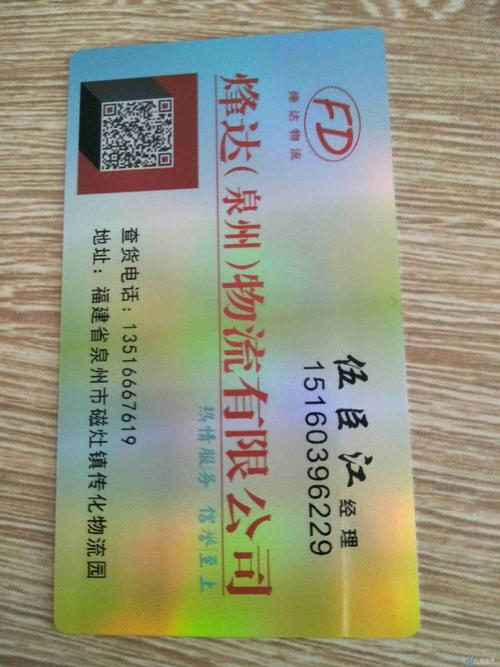 FD
烽达物流
烽达(泉州)物流有限公司
热情服务 信誉至上
伍臣江 经理
15160396229
查货电话：13516667619
地址：福建省泉州市磁灶镇传化物流园